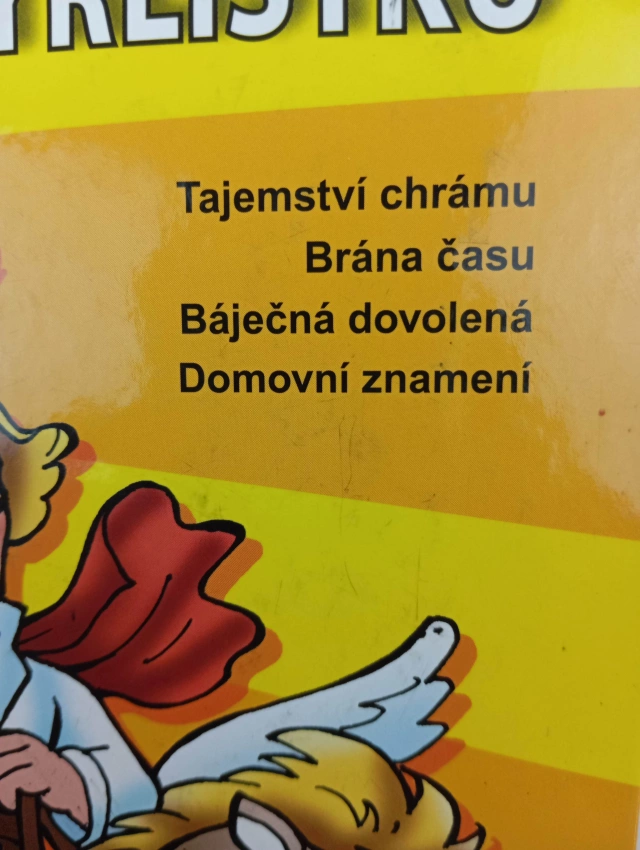 Tajemství chrámu
Brána času
Báječná dovolená
Domovní znamení